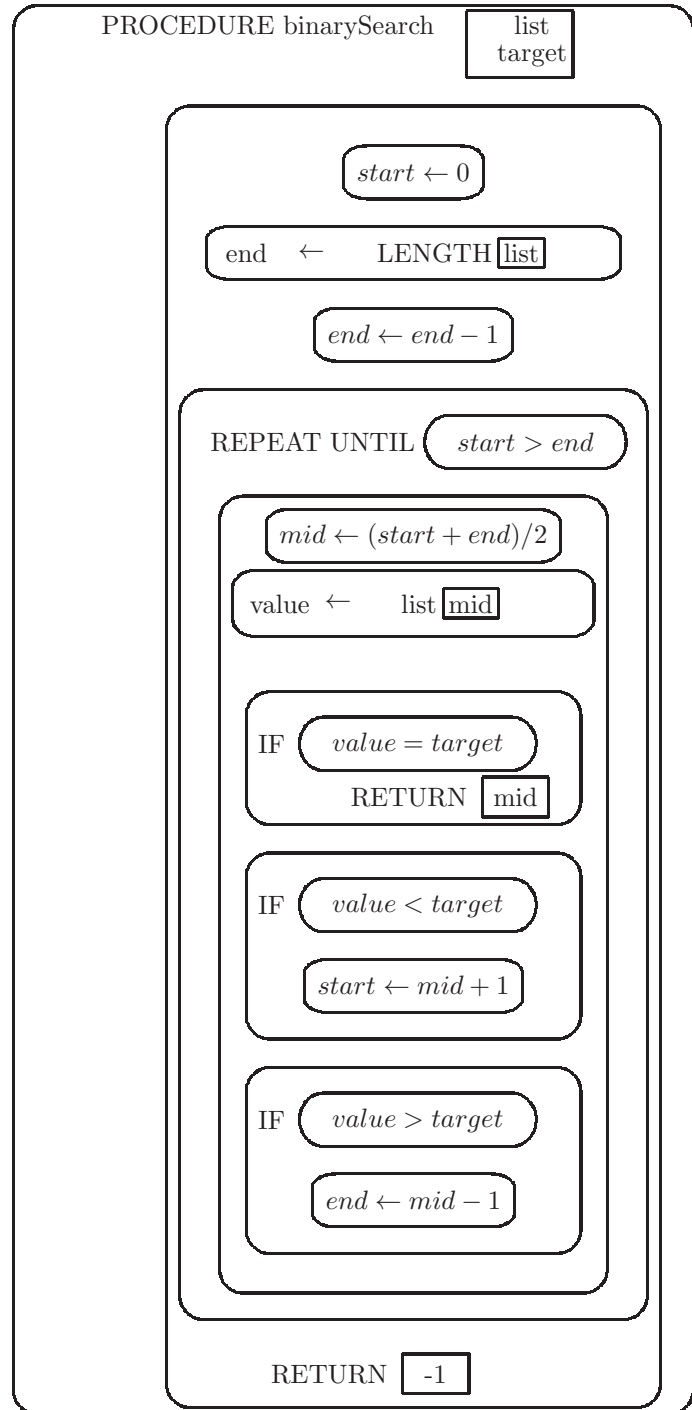 PROCEDURE binarySearch list
target
start ← 0
end ← LENGTH list
end ← end − 1
REPEAT UNTIL start > end
mid ← (start + end)/2
value ← list mid
IF value = target
RETURN mid
IF value < target
start ← mid + 1
IF value > target
end ← mid − 1
RETURN -1